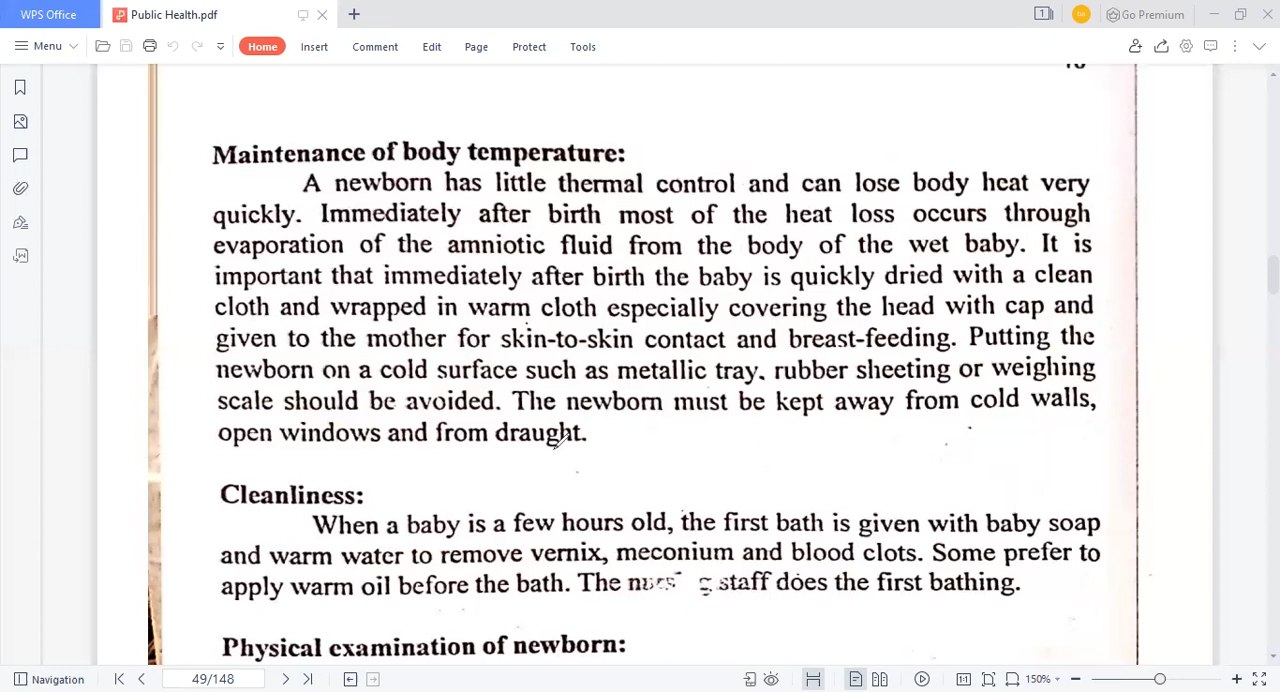 WPS Office
Public Health.pdf
1
Go Premium
Menu
Home
Insert
Comment
Edit
Page
Protect
Tools
Maintenance of body temperature:
A newborn has little thermal control and can lose body heat very
quickly. Immediately after birth most of the heat loss occurs through
evaporation of the amniotic fluid from the body of the wet baby. It is
important that immediately after birth the baby is quickly dried with a clean
cloth and wrapped in warm cloth especially covering the head with cap and
given to the mother for skin-to-skin contact and breast-feeding. Putting the
newborn on a cold surface such as metallic tray, rubber sheeting or weighing
scale should be avoided. The newborn must be kept away from cold walls,
open windows and from draught.
Cleanliness:
When a baby is a few hours old, the first bath is given with baby soap
and warm water to remove vernix, meconium and blood clots. Some prefer to
apply warm oil before the bath. The staff does the first bathing.
Physical examination of newborn:
Navigation
49/148
150%